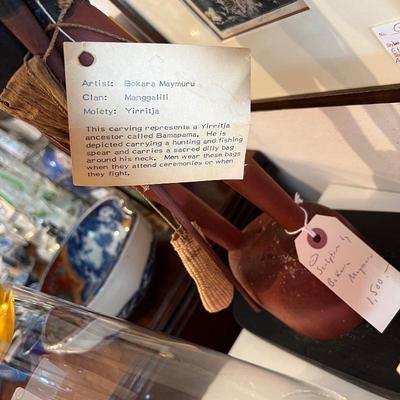 Artist: Bokara Maymuru
Clan: Manggalili
Moiety: Yirritja
This carving represents a Yirritja
ancestor called Bamapama. He is
depicted carrying a hunting and fishing
spear and carries a sacred dilly bag
around his neck. Men wear these bags
when they attend ceremonies or when
they fight.
Sculpture by
Bokara
Maymuru
1,500.-